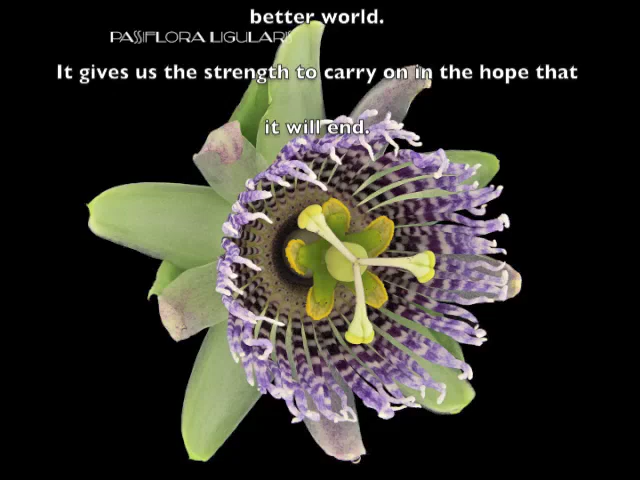 better world.
PASSIFLORA LIGULARIS
It gives us the strength to carry on in the hope that
it will end.